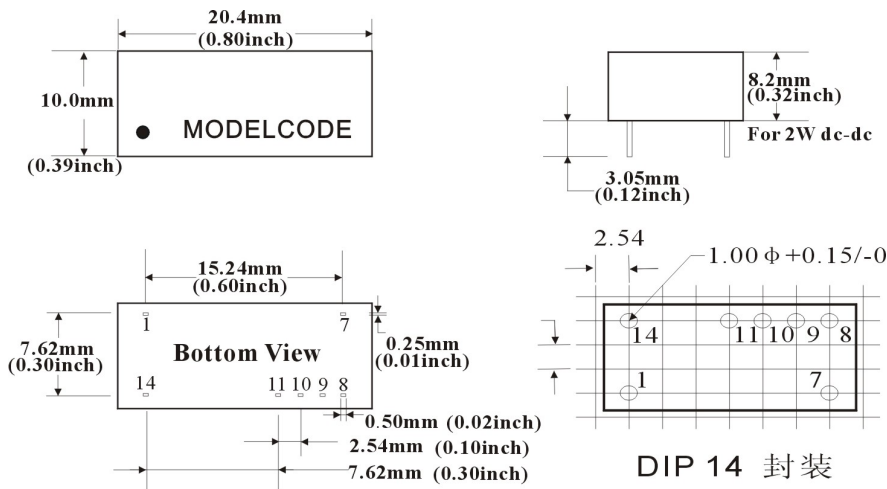 20.4mm
(0.80inch)
10.0mm
(0.39inch)
MODELCODE
8.2mm
(0.32inch)
For 2W dc-dc
3.05mm
(0.12inch)
15.24mm
(0.60inch)
1 7
7.62mm
(0.30inch)
Bottom View
0.25mm
(0.01inch)
14 11 10 9 8
0.50mm (0.02inch)
2.54mm (0.10inch)
7.62mm (0.30inch)
2.54
1.00 ϕ +0.15/-0
14 11 10 9 8
1 7
DIP 14 封装